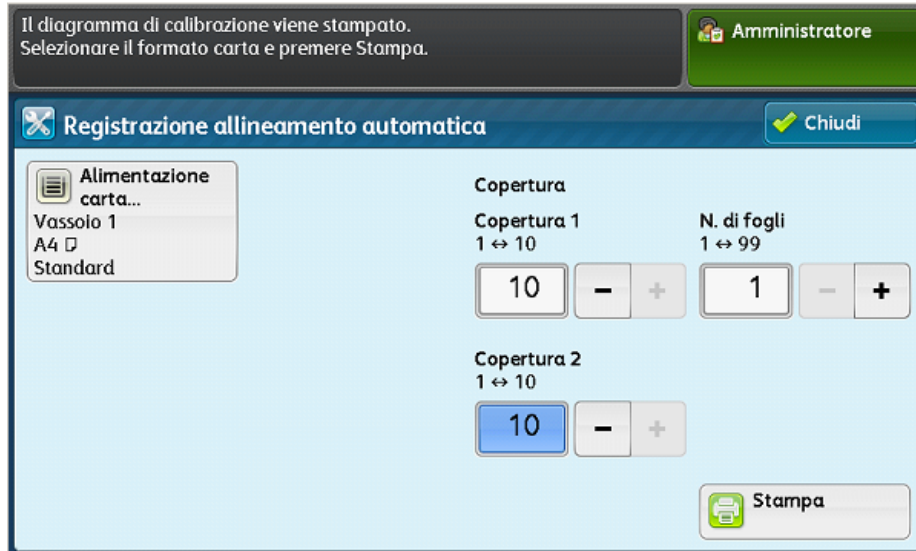 Il diagramma di calibrazione viene stampato.
Selezionare il formato carta e premere Stampa.
Amministratore
Registrazione allineamento automatica
Chiudi
Alimentazione
carta...
Vassoio 1
A4
Standard
Copertura
Copertura 1
1 ↔ 10
10 − +
N. di fogli
1 ↔ 99
1 − +
Copertura 2
1 ↔ 10
10 − +
Stampa